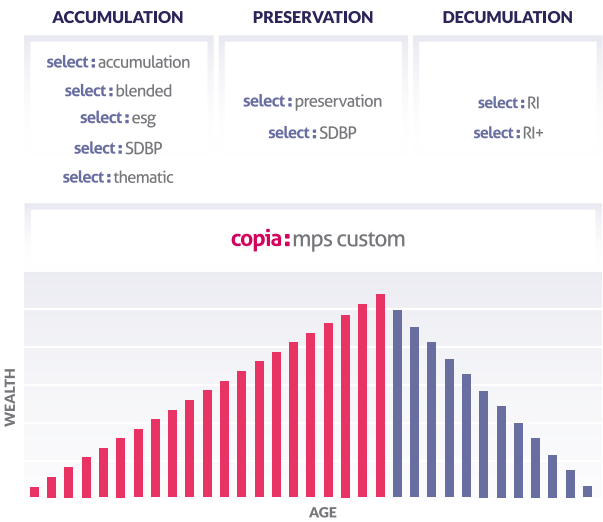 ACCUMULATION
select:accumulation
select:blended
select:esg
select:SDBP
select:thematic
PRESERVATION
select:preservation
select:SDBP
DECUMULATION
select:RI
select:RI+
copia:mps custom
WEALTH
AGE